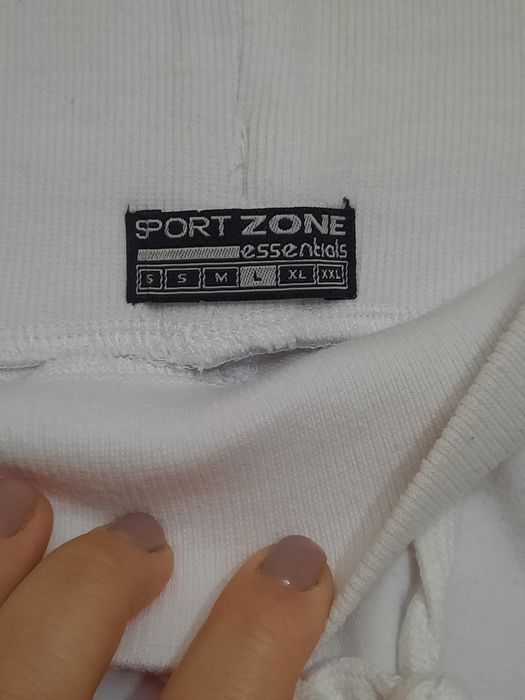 SPORT ZONE
essentials
S S M L XL XXL